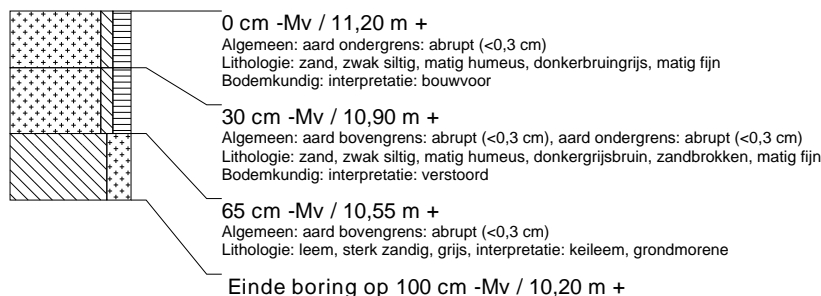 0 cm -Mv / 11,20 m +
Algemeen: aard ondergrens: abrupt (<0,3 cm)
Lithologie: zand, zwak siltig, matig humeus, donkerbruingrijs, matig fijn
Bodemkundig: interpretatie: bouwvoor
30 cm -Mv / 10,90 m +
Algemeen: aard bovengrens: abrupt (<0,3 cm), aard ondergrens: abrupt (<0,3 cm)
Lithologie: zand, zwak siltig, matig humeus, donkergrijsbruin, zandbrokken, matig fijn
Bodemkundig: interpretatie: verstoord
65 cm -Mv / 10,55 m +
Algemeen: aard bovengrens: abrupt (<0,3 cm)
Lithologie: leem, sterk zandig, grijs, interpretatie: keileem, grondmorene
Einde boring op 100 cm -Mv / 10,20 m +